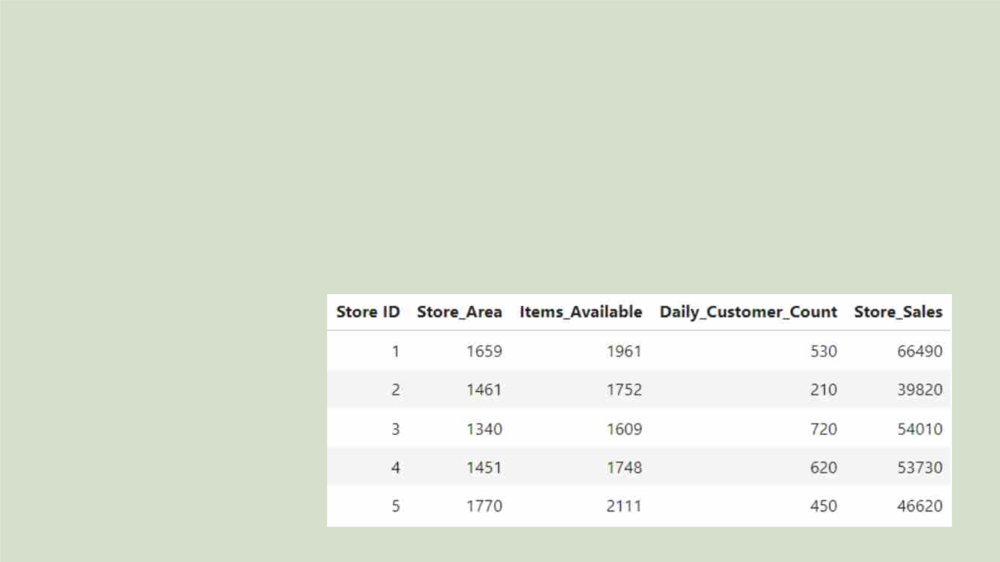 Store ID Store_Area Items_Available Daily_Customer_Count Store_Sales
1 1659 1961 530 66490
2 1461 1752 210 39820
3 1340 1609 720 54010
4 1451 1748 620 53730
5 1770 2111 450 46620